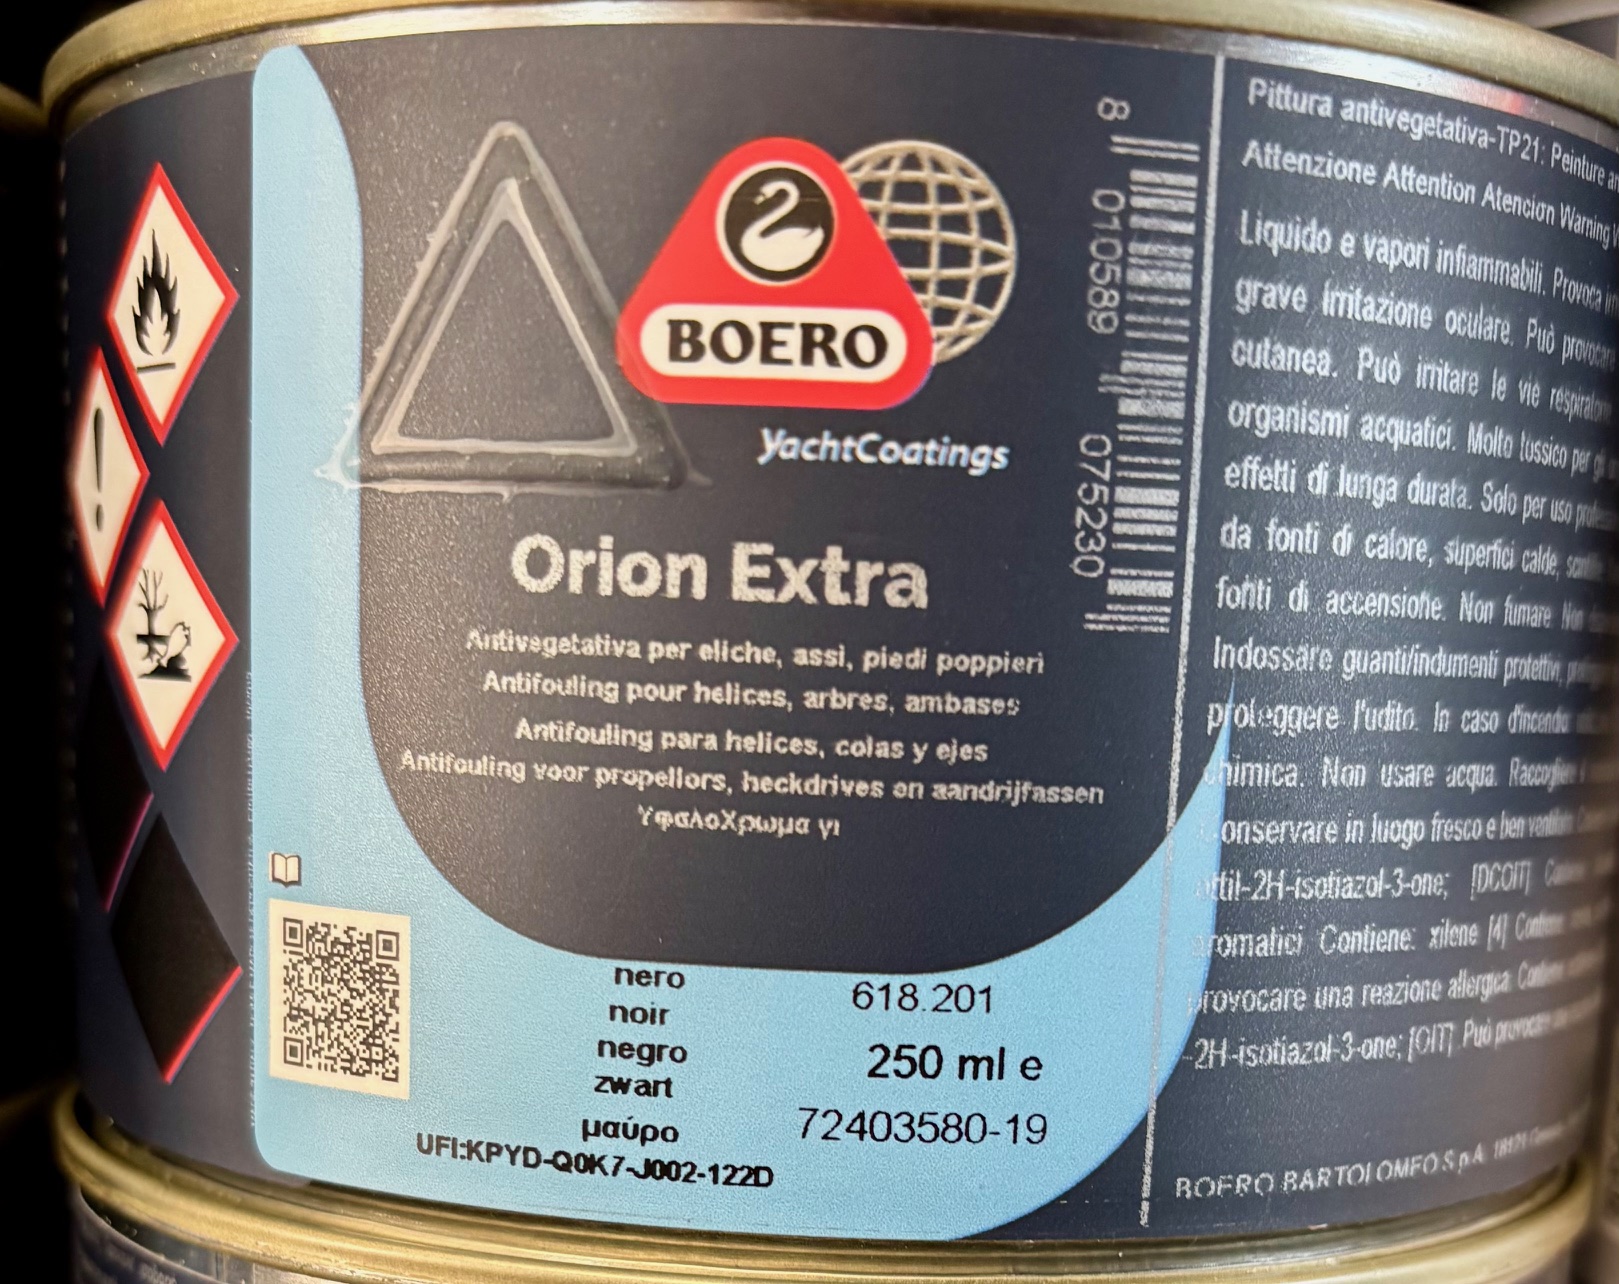 BOERO
YachtCoatings
Orion Extra
Antivegetativa per eliche, assi, piedi poppieri
Antifouling pour helices, arbres, ambases
Antifouling para helices, colas y ejes
Antifouling voor propellors, heckdrives en aandrijfassen
ΥφαλοΧρωμα γι
8 010589 075230
nero
noir
negro
zwart
μαύρο
618.201
250 ml e
72403580-19
UFI:KPYD-Q0K7-J002-122D
Pittura antivegetativa-TP21: Peinture
Attenzione Attention Atención Warning
Liquido e vapori infiammabili. Provoca
grave irritazione oculare. Può provocare
cutanea. Può irritare le vie respiratorie
organismi acquatici. Molto tossico per gli
effetti di lunga durata. Solo per uso
da fonti di calore, superfici calde,
fonti di accensione. Non fumare. Non
Indossare guanti/indumenti protettivi,
proteggere l'udito. In caso d'incendio:
chimica. Non usare acqua. Raccogliere
conservare in luogo fresco e ben ventilato.
ottil-2H-isotiazol-3-one; [DCOIT]
aromatici Contiene: xilene [4]
provocare una reazione allergica.
-2H-isotiazol-3-one; [OIT] Può provocare
BOERO BARTOLOMEO S.p.A.